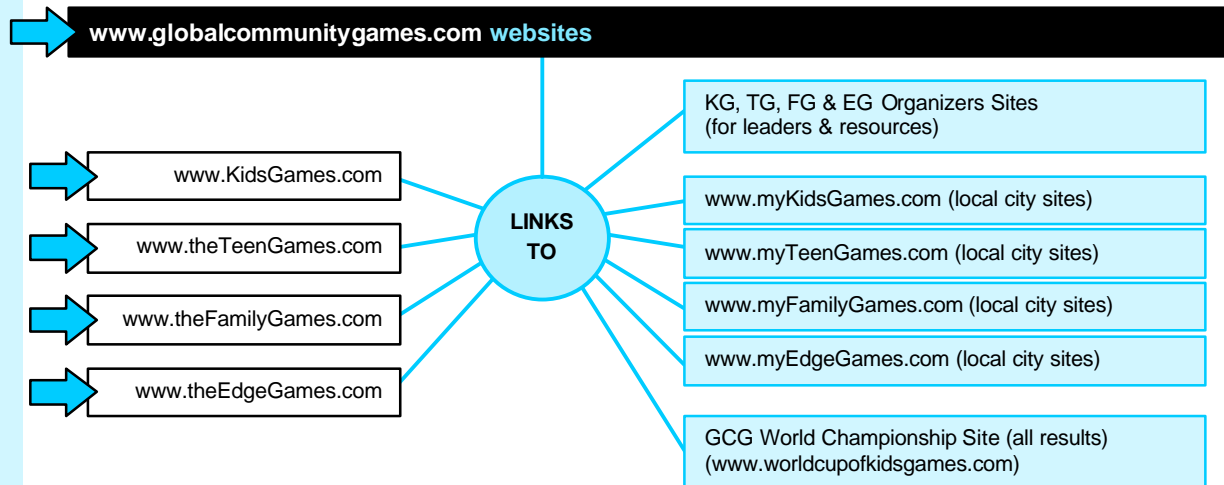 www.globalcommunitygames.com websites
www.KidsGames.com
www.theTeenGames.com
www.theFamilyGames.com
www.theEdgeGames.com
LINKS
TO
KG, TG, FG & EG Organizers Sites
(for leaders & resources)
www.myKidsGames.com (local city sites)
www.myTeenGames.com (local city sites)
www.myFamilyGames.com (local city sites)
www.myEdgeGames.com (local city sites)
GCG World Championship Site (all results)
(www.worldcupofkidsgames.com)